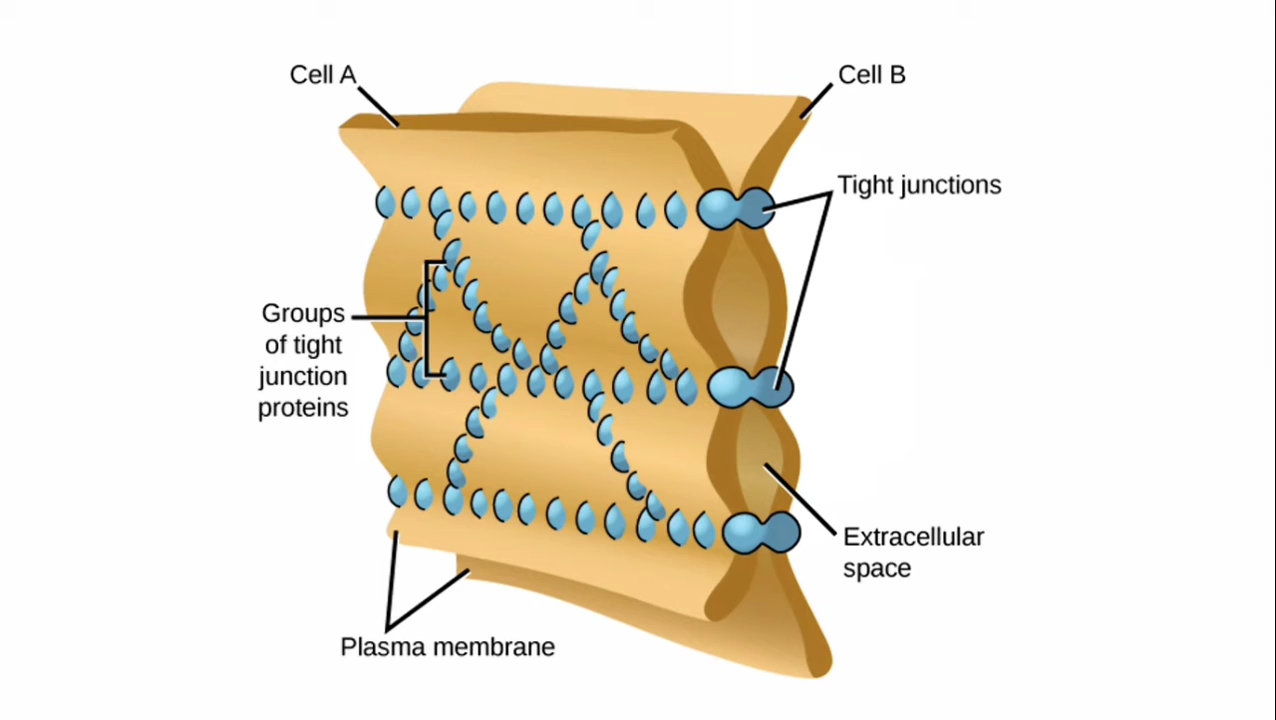 Cell A
Cell B
Tight junctions
Groups
of tight
junction
proteins
Extracellular
space
Plasma membrane